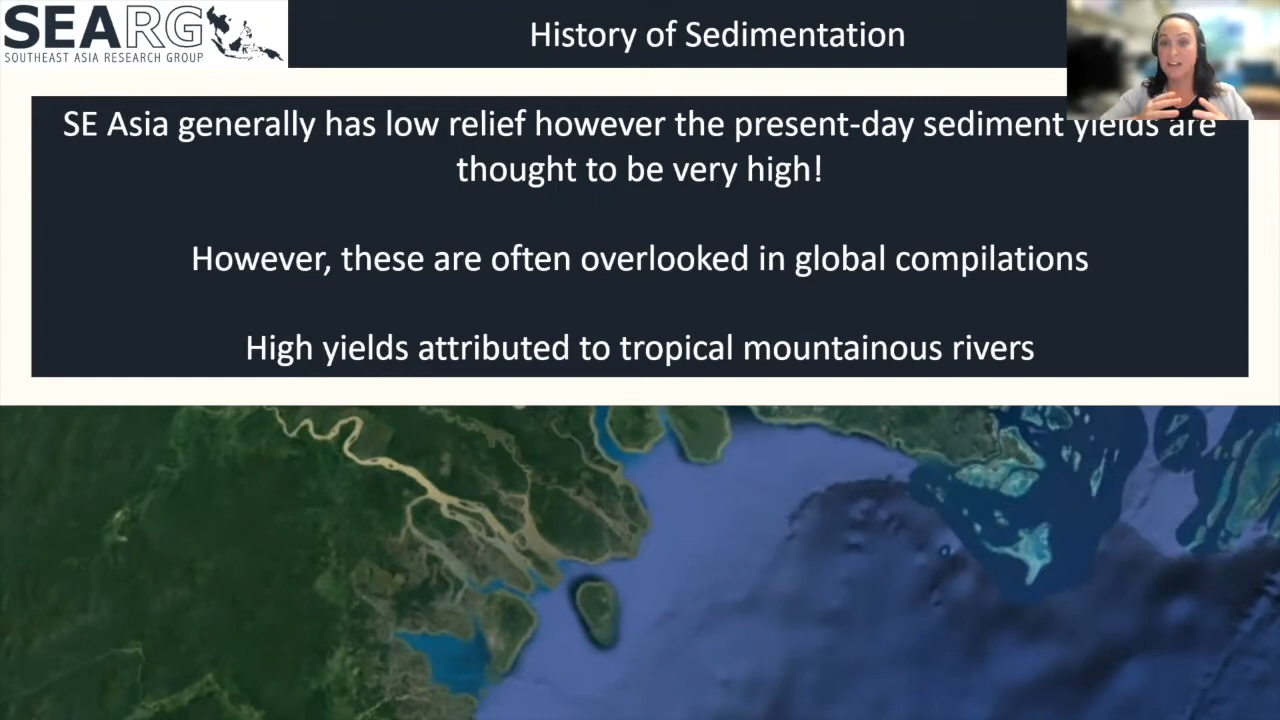 SEARG
SOUTHEAST ASIA RESEARCH GROUP
History of Sedimentation
SE Asia generally has low relief however the present-day sediment yields are
thought to be very high!
However, these are often overlooked in global compilations
High yields attributed to tropical mountainous rivers